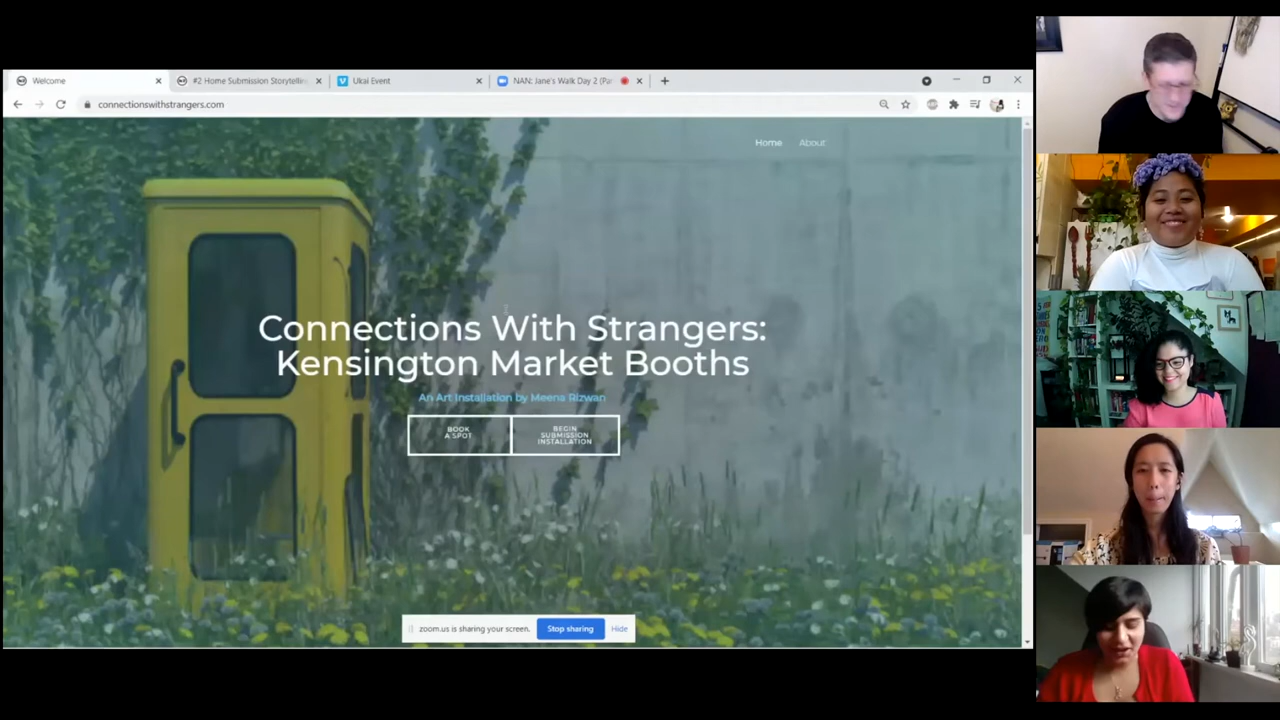 Welcome
#2 Home Submission Storytellin
Ukai Event
NAN: Jane's Walk Day 2 (Par
connectionswithstrangers.com
Home
About
Connections With Strangers:
Kensington Market Booths
An Art Installation by Meena Rizwan
BOOK
A SPOT
BEGIN
SUBMISSION
INSTALLATION
zoom.us is sharing your screen.
Stop sharing
Hide